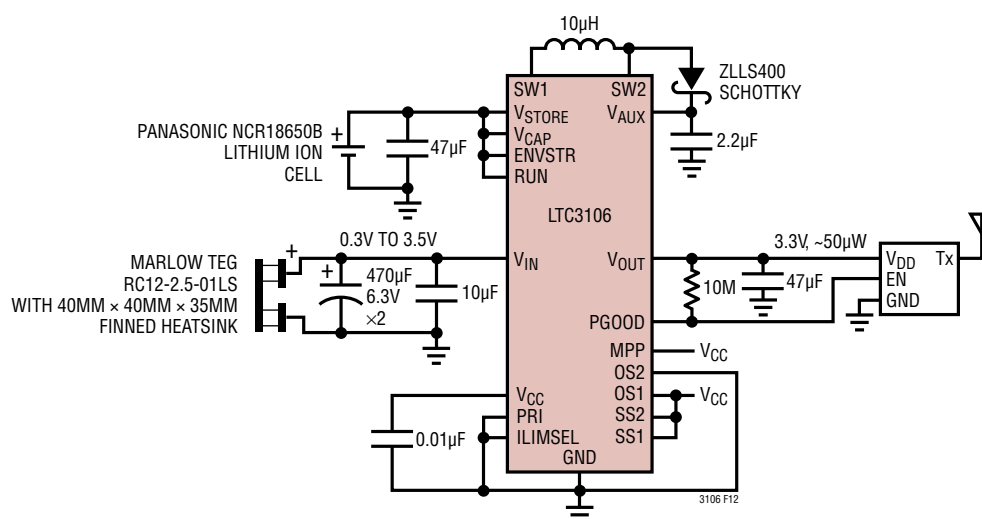 10µH
ZLLS400
SCHOTTKY
SW1
SW2
VSTORE
VAUX
PANASONIC NCR18650B
LITHIUM ION
CELL
+
47µF
VCAP
ENVSTR
RUN
2.2µF
LTC3106
0.3V TO 3.5V
3.3V, ~50µW
MARLOW TEG
RC12-2.5-01LS
WITH 40MM × 40MM × 35MM
FINNED HEATSINK
+
+
470µF
6.3V
×2
10µF
VIN
VOUT
10M
47µF
VDD
Tx
EN
GND
PGOOD
MPP
VCC
OS2
VCC
OS1
VCC
PRI
SS2
0.01µF
ILIMSEL
SS1
GND
3106 F12